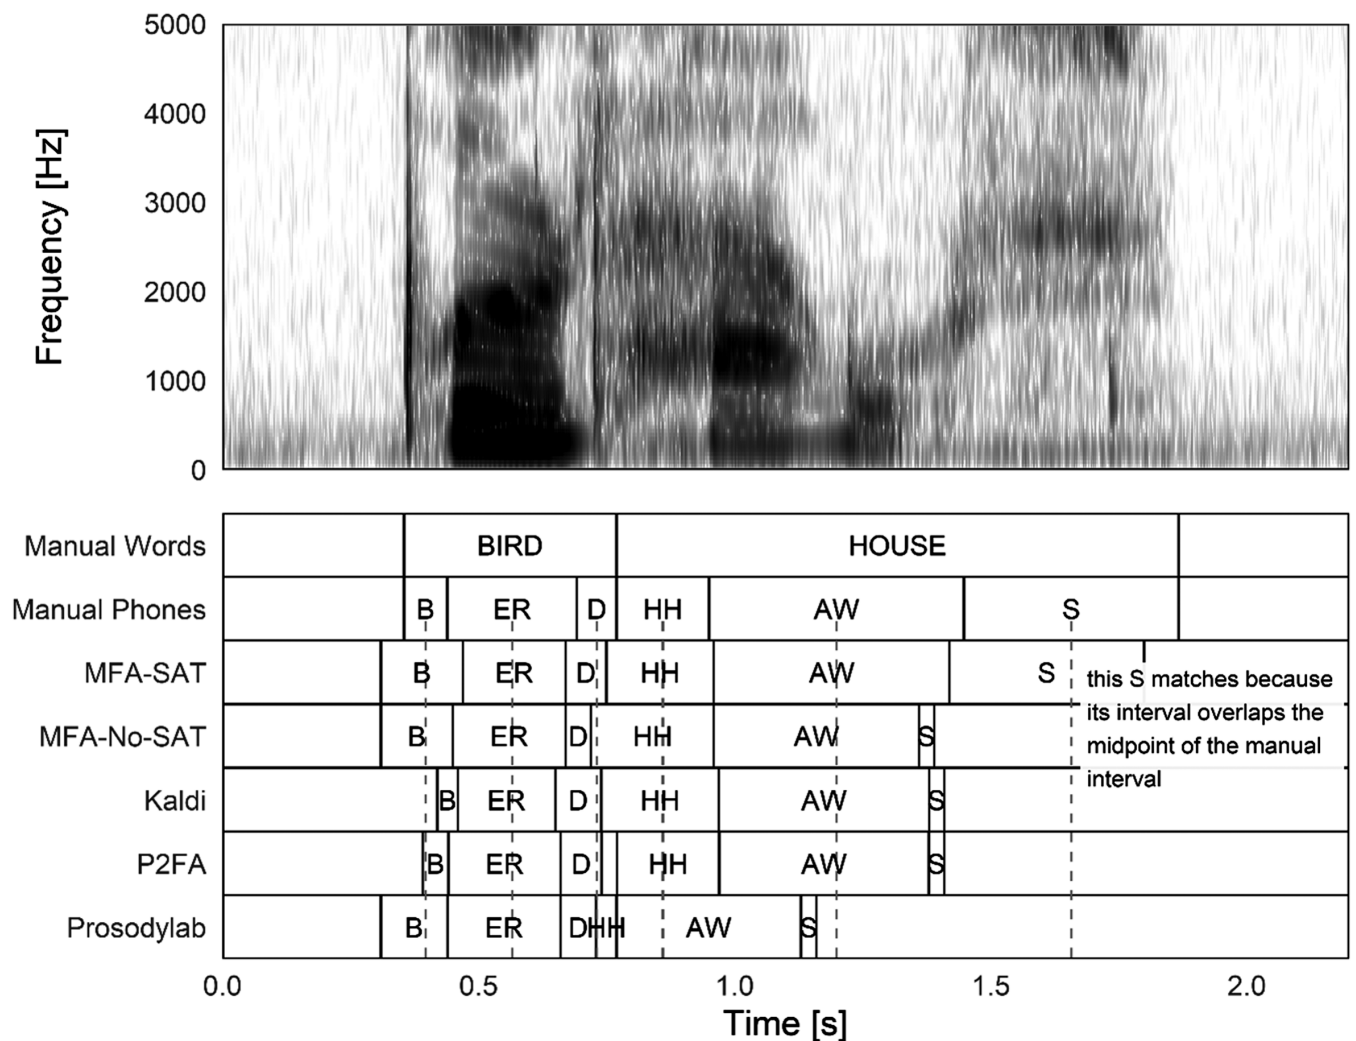 5000
4000
3000
2000
1000
0
Frequency [Hz]
Manual Words BIRD HOUSE
Manual Phones B ER D HH AW S
MFA-SAT B ER D HH AW S
this S matches because
its interval overlaps the
midpoint of the manual
interval
MFA-No-SAT B ER D HH AW S
Kaldi B ER D HH AW S
P2FA B ER D HH AW S
Prosodylab B ER D HH AW S
0.0 0.5 1.0 1.5 2.0
Time [s]